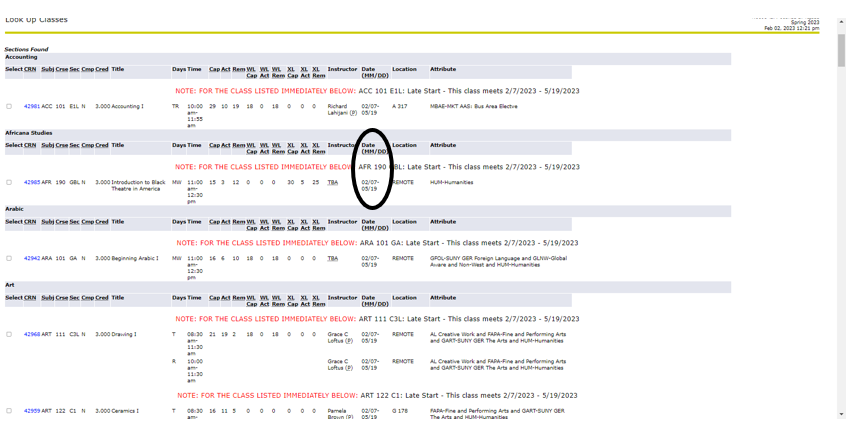 Look Up Classes
Spring 2023
Feb 02, 2023 12:21 pm
Sections Found
Accounting
Select CRN Subj Crse Sec Cmp Cred Title Days Time Cap Act Rem WL Cap WL Act WL Rem XL Cap XL Act XL Rem Instructor Date (MM/DD) Location Attribute
NOTE: FOR THE CLASS LISTED IMMEDIATELY BELOW: ACC 101 E1L: Late Start - This class meets 2/7/2023 - 5/19/2023
42981 ACC 101 E1L N 3.000 Accounting I TR 10:00 am-11:55 am 29 10 19 18 0 18 0 0 0 Richard Lahijani (P) 02/07-05/19 A 317 MBAE-MKT AAS: Bus Area Elective
Africana Studies
Select CRN Subj Crse Sec Cmp Cred Title Days Time Cap Act Rem WL Cap WL Act WL Rem XL Cap XL Act XL Rem Instructor Date (MM/DD) Location Attribute
NOTE: FOR THE CLASS LISTED IMMEDIATELY BELOW: AFR 190 GBL: Late Start - This class meets 2/7/2023 - 5/19/2023
42985 AFR 190 GBL N 3.000 Introduction to Black Theatre in America MW 11:00 am-12:30 pm 15 3 12 0 0 0 30 5 25 TBA 02/07-05/19 REMOTE HUM-Humanities
Arabic
Select CRN Subj Crse Sec Cmp Cred Title Days Time Cap Act Rem WL Cap WL Act WL Rem XL Cap XL Act XL Rem Instructor Date (MM/DD) Location Attribute
NOTE: FOR THE CLASS LISTED IMMEDIATELY BELOW: ARA 101 GA: Late Start - This class meets 2/7/2023 - 5/19/2023
42942 ARA 101 GA N 3.000 Beginning Arabic I MW 11:00 am-12:30 pm 16 6 10 18 0 18 0 0 0 TBA 02/07-05/19 REMOTE GFOL-SUNY GER Foreign Language and GLNW-Global Aware and Non-West and HUM-Humanities
Art
Select CRN Subj Crse Sec Cmp Cred Title Days Time Cap Act Rem WL Cap WL Act WL Rem XL Cap XL Act XL Rem Instructor Date (MM/DD) Location Attribute
NOTE: FOR THE CLASS LISTED IMMEDIATELY BELOW: ART 111 C3L: Late Start - This class meets 2/7/2023 - 5/19/2023
42968 ART 111 C3L N 3.000 Drawing I T 08:30 am-11:30 am 21 19 2 18 0 18 0 0 0 Grace C Loftus (P) 02/07-05/19 REMOTE AL Creative Work and FAPA-Fine and Performing Arts and GART-SUNY GER The Arts and HUM-Humanities
R 10:00 am-11:30 am Grace C Loftus (P) 02/07-05/19 REMOTE AL Creative Work and FAPA-Fine and Performing Arts and GART-SUNY GER The Arts and HUM-Humanities
NOTE: FOR THE CLASS LISTED IMMEDIATELY BELOW: ART 122 C1: Late Start - This class meets 2/7/2023 - 5/19/2023
42959 ART 122 C1 N 3.000 Ceramics I T 08:30 am- 16 11 5 0 0 0 0 0 0 Pamela Brown (P) 02/07-05/19 G 178 FAPA-Fine and Performing Arts and GART-SUNY GER The Arts and HUM-Humanities